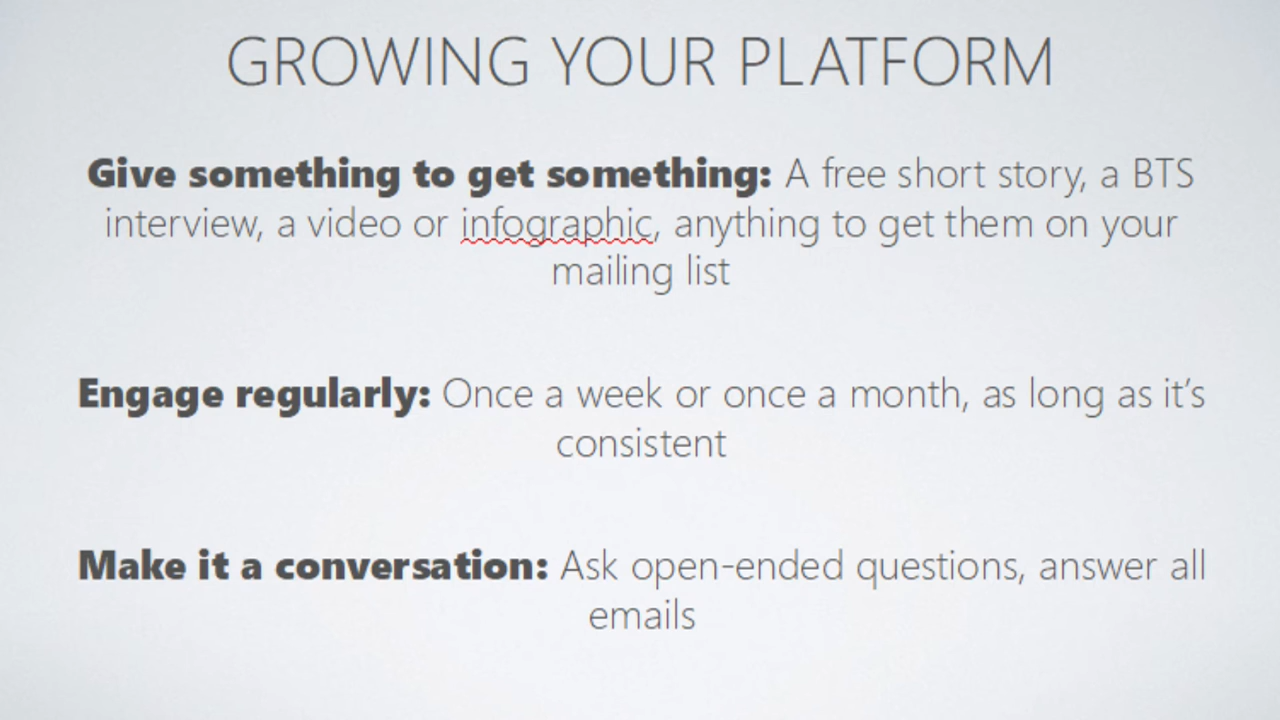 GROWING YOUR PLATFORM
Give something to get something: A free short story, a BTS
interview, a video or infographic, anything to get them on your
mailing list
Engage regularly: Once a week or once a month, as long as it’s
consistent
Make it a conversation: Ask open-ended questions, answer all
emails